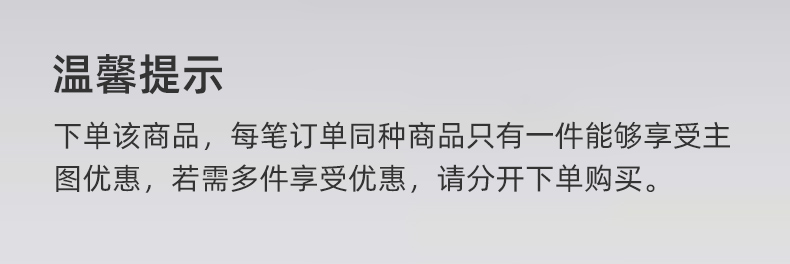 温馨提示
下单该商品，每笔订单同种商品只有一件能够享受主
图优惠，若需多件享受优惠，请分开下单购买。